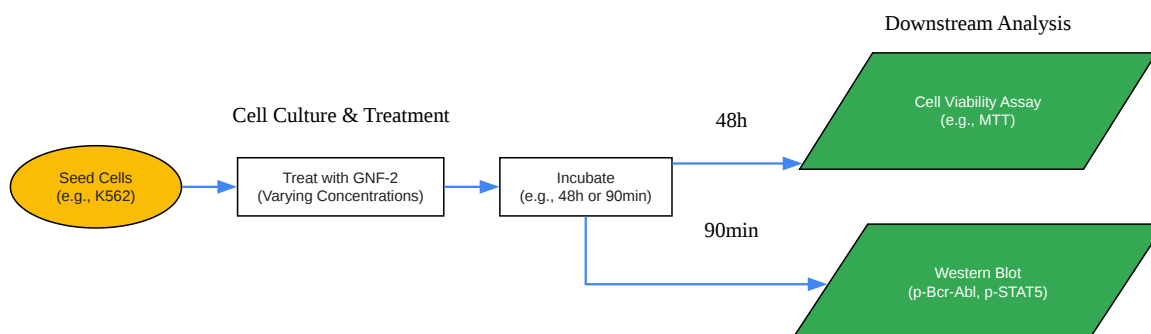 Downstream Analysis
Cell Viability Assay
(e.g., MTT)
Cell Culture & Treatment
48h
Seed Cells
(e.g., K562)
Treat with GNF-2
(Varying Concentrations)
Incubate
(e.g., 48h or 90min)
90min
Western Blot
(p-Bcr-Abl, p-STAT5)